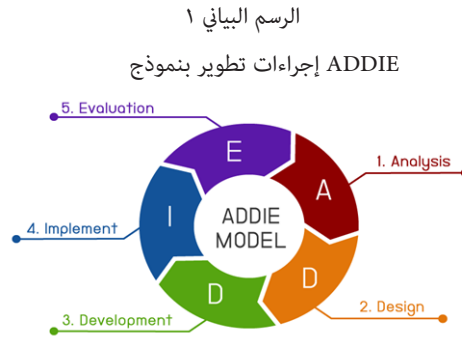 الرسم البياني ١
إجراءات تطوير بنموذج ADDIE
5. Evaluation
E
1. Analysis
A
ADDIE
MODEL
I
4. Implement
D
D
2. Design
3. Development